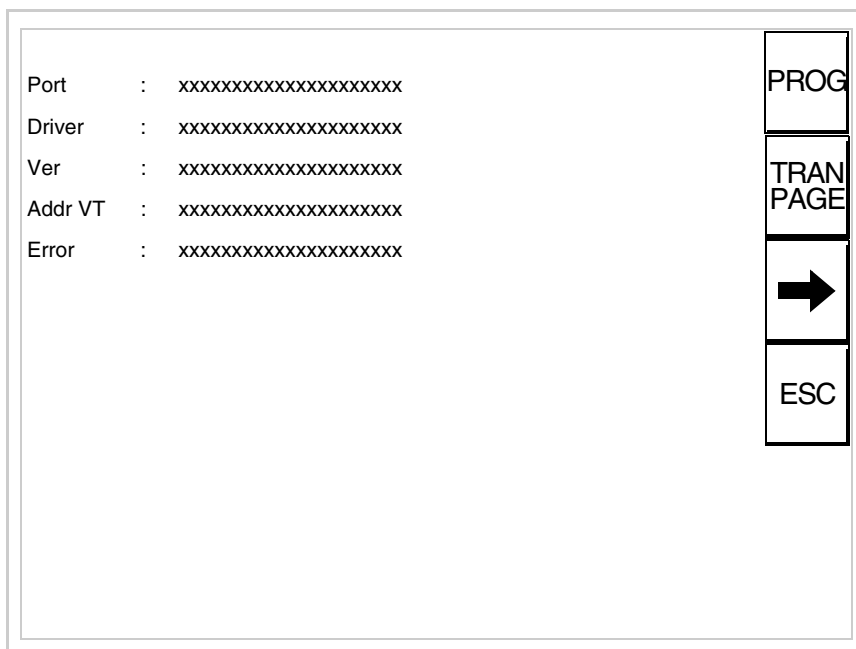 Port : xxxxxxxxxxxxxxxxxxxxx
Driver : xxxxxxxxxxxxxxxxxxxxx
Ver : xxxxxxxxxxxxxxxxxxxxx
Addr VT : xxxxxxxxxxxxxxxxxxxxx
Error : xxxxxxxxxxxxxxxxxxxxx
PROG
TRAN
PAGE
ESC